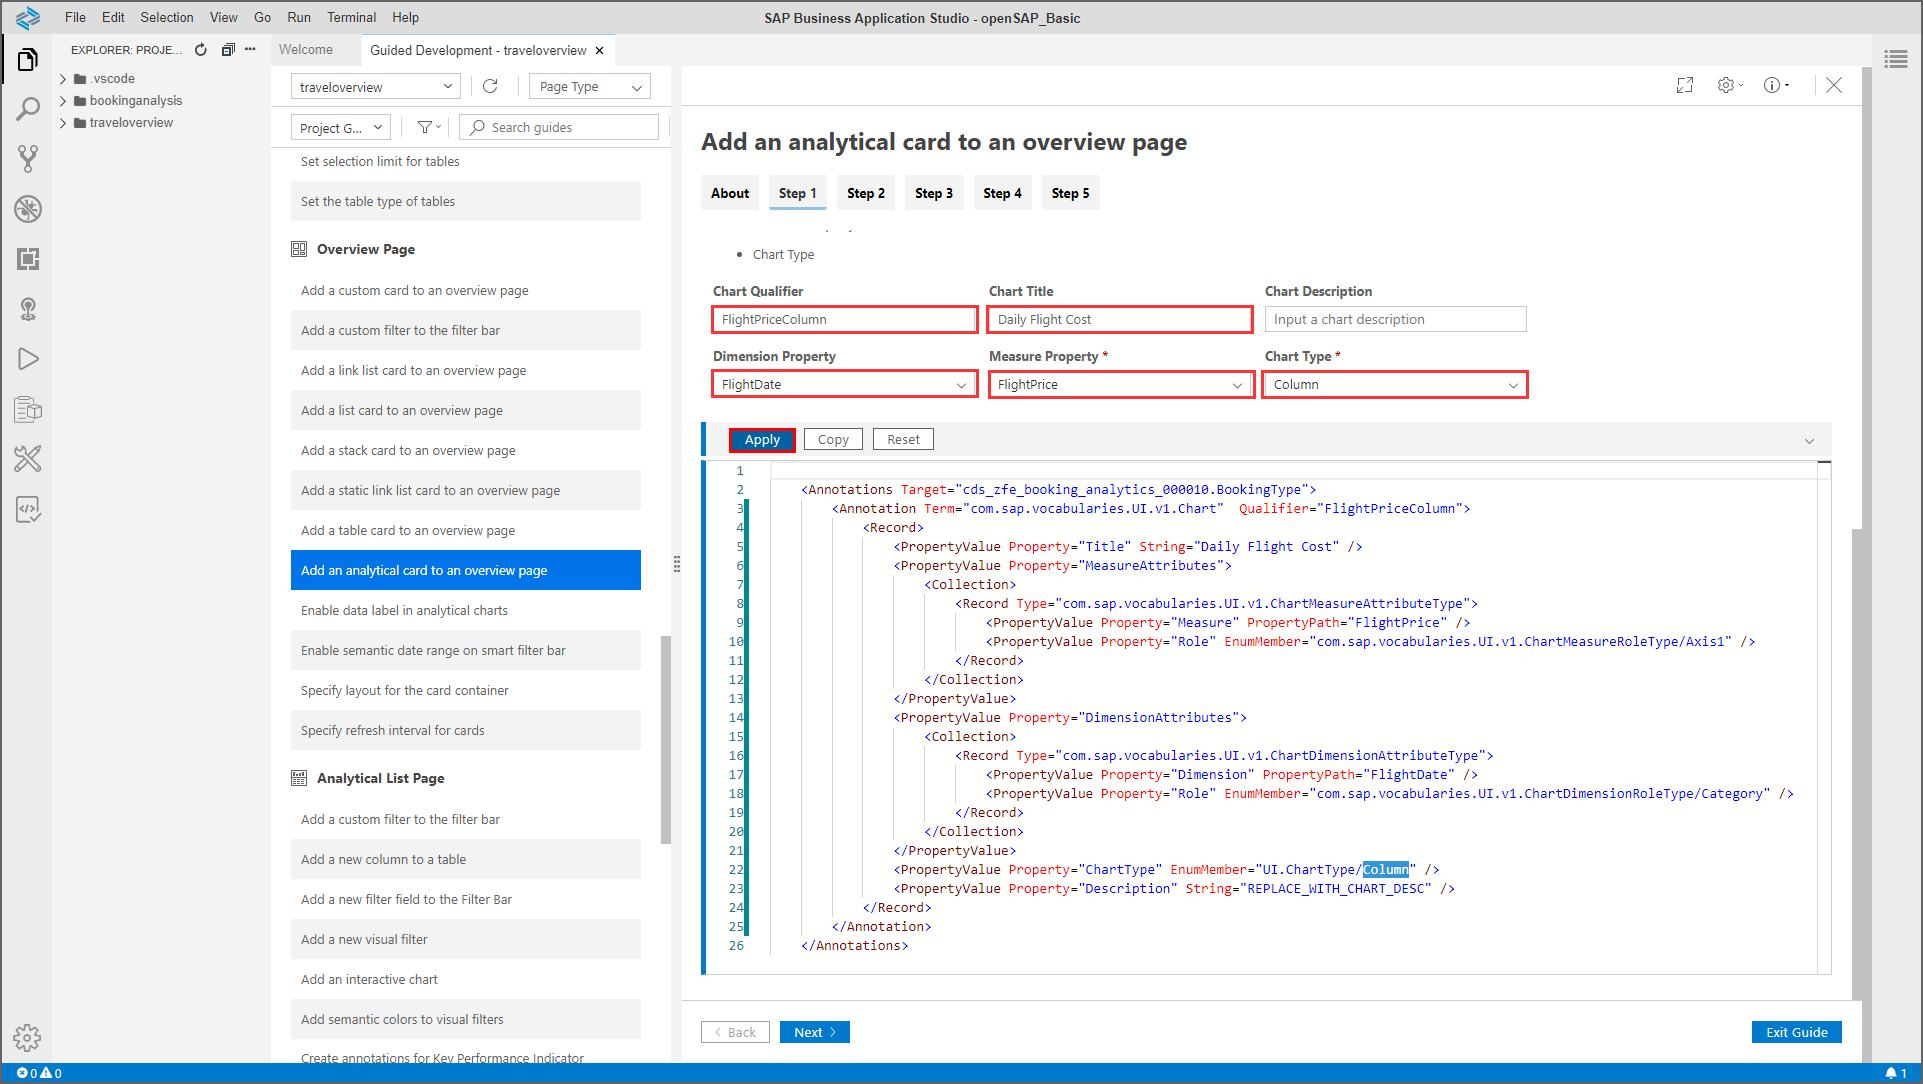 File Edit Selection View Go Run Terminal Help
SAP Business Application Studio - openSAP_Basic
EXPLORER: PROJE...
.vscode
bookinganalysis
traveloverview
Welcome
Guided Development - traveloverview
traveloverview
Page Type
Project G...
Search guides
Set selection limit for tables
Set the table type of tables
Overview Page
Add a custom card to an overview page
Add a custom filter to the filter bar
Add a link list card to an overview page
Add a list card to an overview page
Add a stack card to an overview page
Add a static link list card to an overview page
Add a table card to an overview page
Add an analytical card to an overview page
Enable data label in analytical charts
Enable semantic date range on smart filter bar
Specify layout for the card container
Specify refresh interval for cards
Analytical List Page
Add a custom filter to the filter bar
Add a new column to a table
Add a new filter field to the Filter Bar
Add a new visual filter
Add an interactive chart
Add semantic colors to visual filters
Create annotations for Key Performance Indicator
Add an analytical card to an overview page
About Step 1 Step 2 Step 3 Step 4 Step 5
• Chart Type
Chart Qualifier Chart Title Chart Description
FlightPriceColumn Daily Flight Cost Input a chart description
Dimension Property Measure Property * Chart Type *
FlightDate FlightPrice Column
Apply Copy Reset
1
2 <Annotations Target="cds_zfe_booking_analytics_000010.BookingType">
3 <Annotation Term="com.sap.vocabularies.UI.v1.Chart" Qualifier="FlightPriceColumn">
4 <Record>
5 <PropertyValue Property="Title" String="Daily Flight Cost" />
6 <PropertyValue Property="MeasureAttributes">
7 <Collection>
8 <Record Type="com.sap.vocabularies.UI.v1.ChartMeasureAttributeType">
9 <PropertyValue Property="Measure" PropertyPath="FlightPrice" />
10 <PropertyValue Property="Role" EnumMember="com.sap.vocabularies.UI.v1.ChartMeasureRoleType/Axis1" />
11 </Record>
12 </Collection>
13 </PropertyValue>
14 <PropertyValue Property="DimensionAttributes">
15 <Collection>
16 <Record Type="com.sap.vocabularies.UI.v1.ChartDimensionAttributeType">
17 <PropertyValue Property="Dimension" PropertyPath="FlightDate" />
18 <PropertyValue Property="Role" EnumMember="com.sap.vocabularies.UI.v1.ChartDimensionRoleType/Category" />
19 </Record>
20 </Collection>
21 </PropertyValue>
22 <PropertyValue Property="ChartType" EnumMember="UI.ChartType/Column" />
23 <PropertyValue Property="Description" String="REPLACE_WITH_CHART_DESC" />
24 </Record>
25 </Annotation>
26 </Annotations>
Back Next Exit Guide
0 0 1